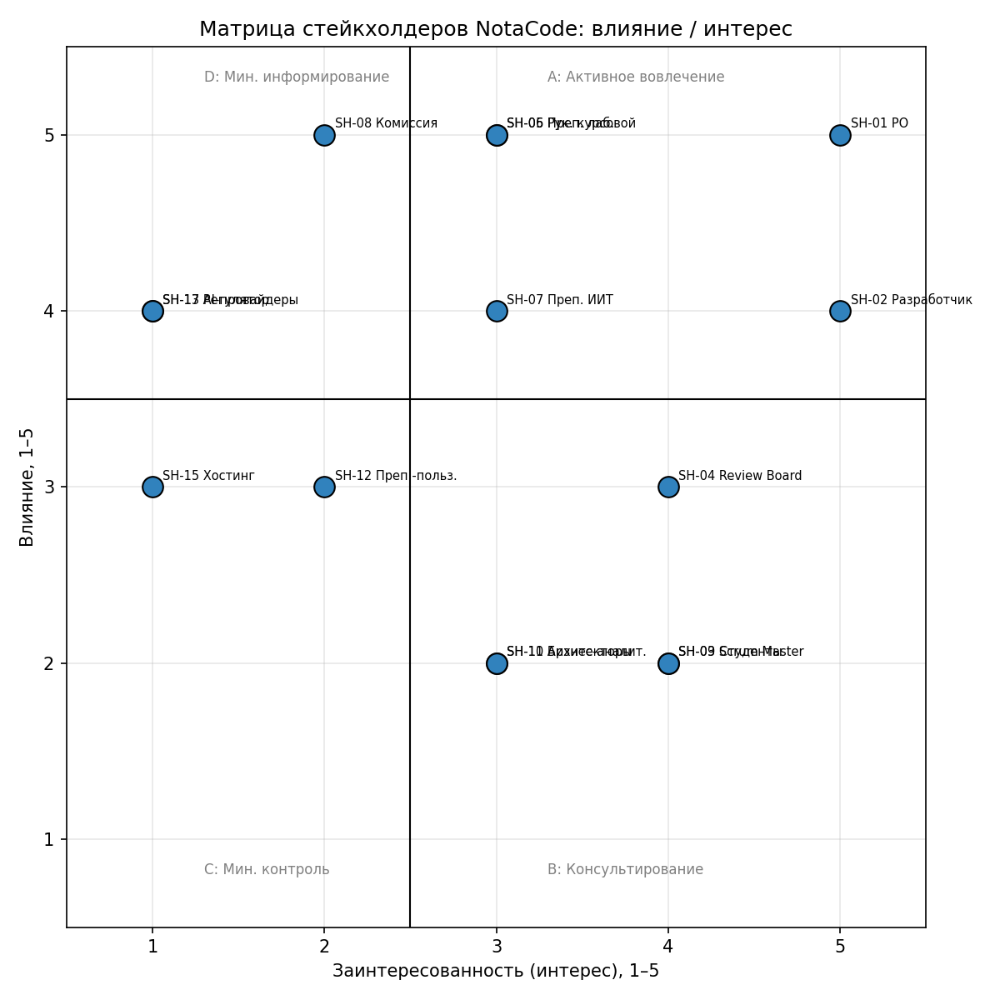 Матрица стейкхолдеров NotaCode: влияние / интерес
D: Мин. информирование
A: Активное вовлечение
SH-08 Комиссия
SH-01 PO
5
SH-07 Преп. ИИТ
SH-02 Разработчик
4
SH-15 Хостинг
SH-12 Преп.-польз.
SH-04 Review Board
3
2
1
C: Мин. контроль
B: Консультирование
1 2 3 4 5
Влияние, 1–5
Заинтересованность (интерес), 1–5